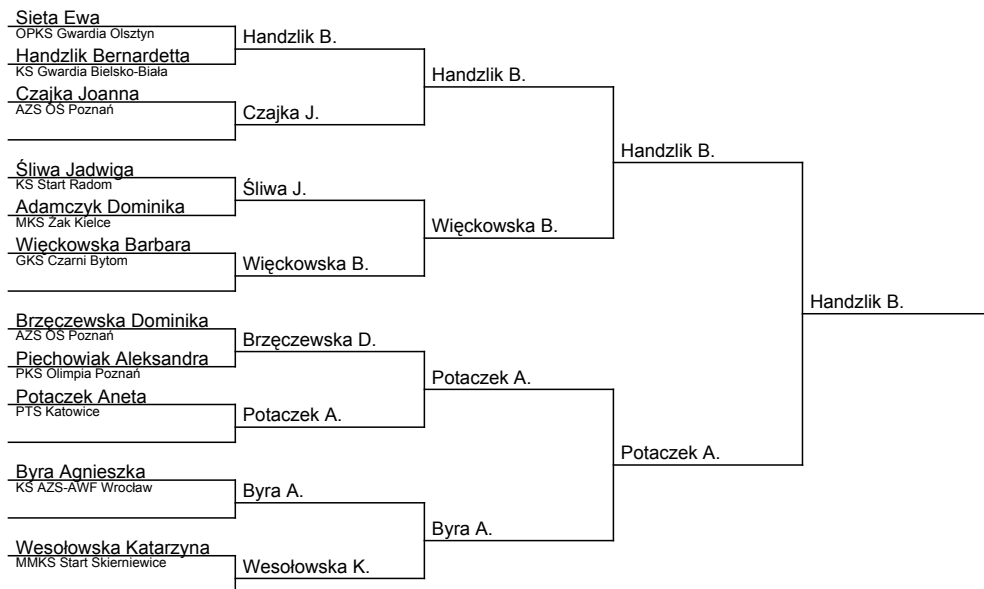 Sieta Ewa
OPKS Gwardia Olsztyn
Handzlik B.
Handzlik Bernardetta
KS Gwardia Bielsko-Biała
Handzlik B.
Czajka Joanna
AZS OŚ Poznań
Czajka J.
Handzlik B.
Śliwa Jadwiga
KS Start Radom
Śliwa J.
Adamczyk Dominika
MKS Żak Kielce
Więckowska B.
Więckowska Barbara
GKS Czarni Bytom
Więckowska B.
Handzlik B.
Brzęczewska Dominika
AZS OŚ Poznań
Brzęczewska D.
Piechowiak Aleksandra
PKS Olimpia Poznań
Potaczek A.
Potaczek Aneta
PTS Katowice
Potaczek A.
Potaczek A.
Byra Agnieszka
KS AZS-AWF Wrocław
Byra A.
Byra A.
Wesołowska Katarzyna
MMKS Start Skierniewice
Wesołowska K.